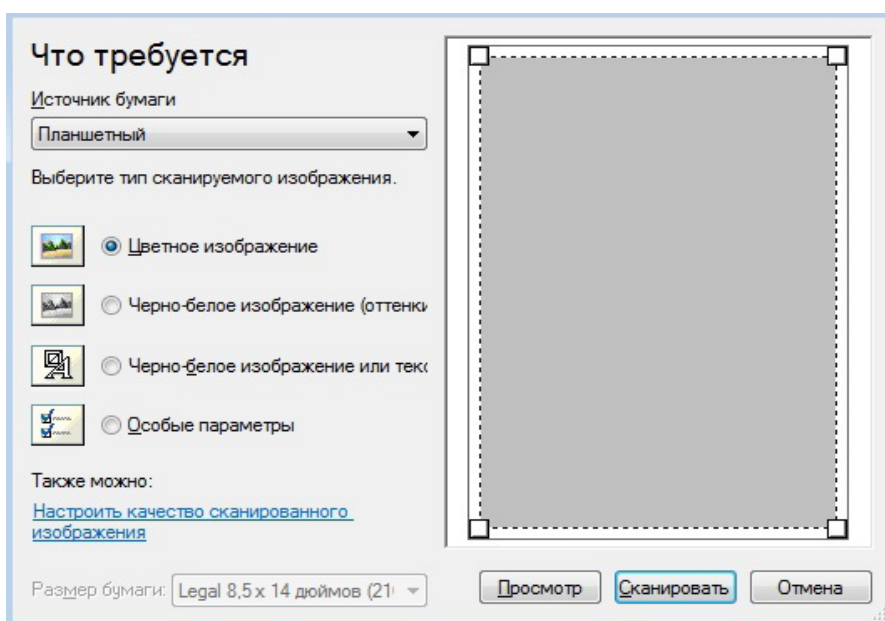 Что требуется
Источник бумаги
Планшетный
Выберите тип сканируемого изображения.
Цветное изображение
Черно-белое изображение (оттенки
Черно-белое изображение или текс
Особые параметры
Также можно:
Настроить качество сканированного
изображения
Размер бумаги: Legal 8,5 x 14 дюймов (21
Просмотр Сканировать Отмена